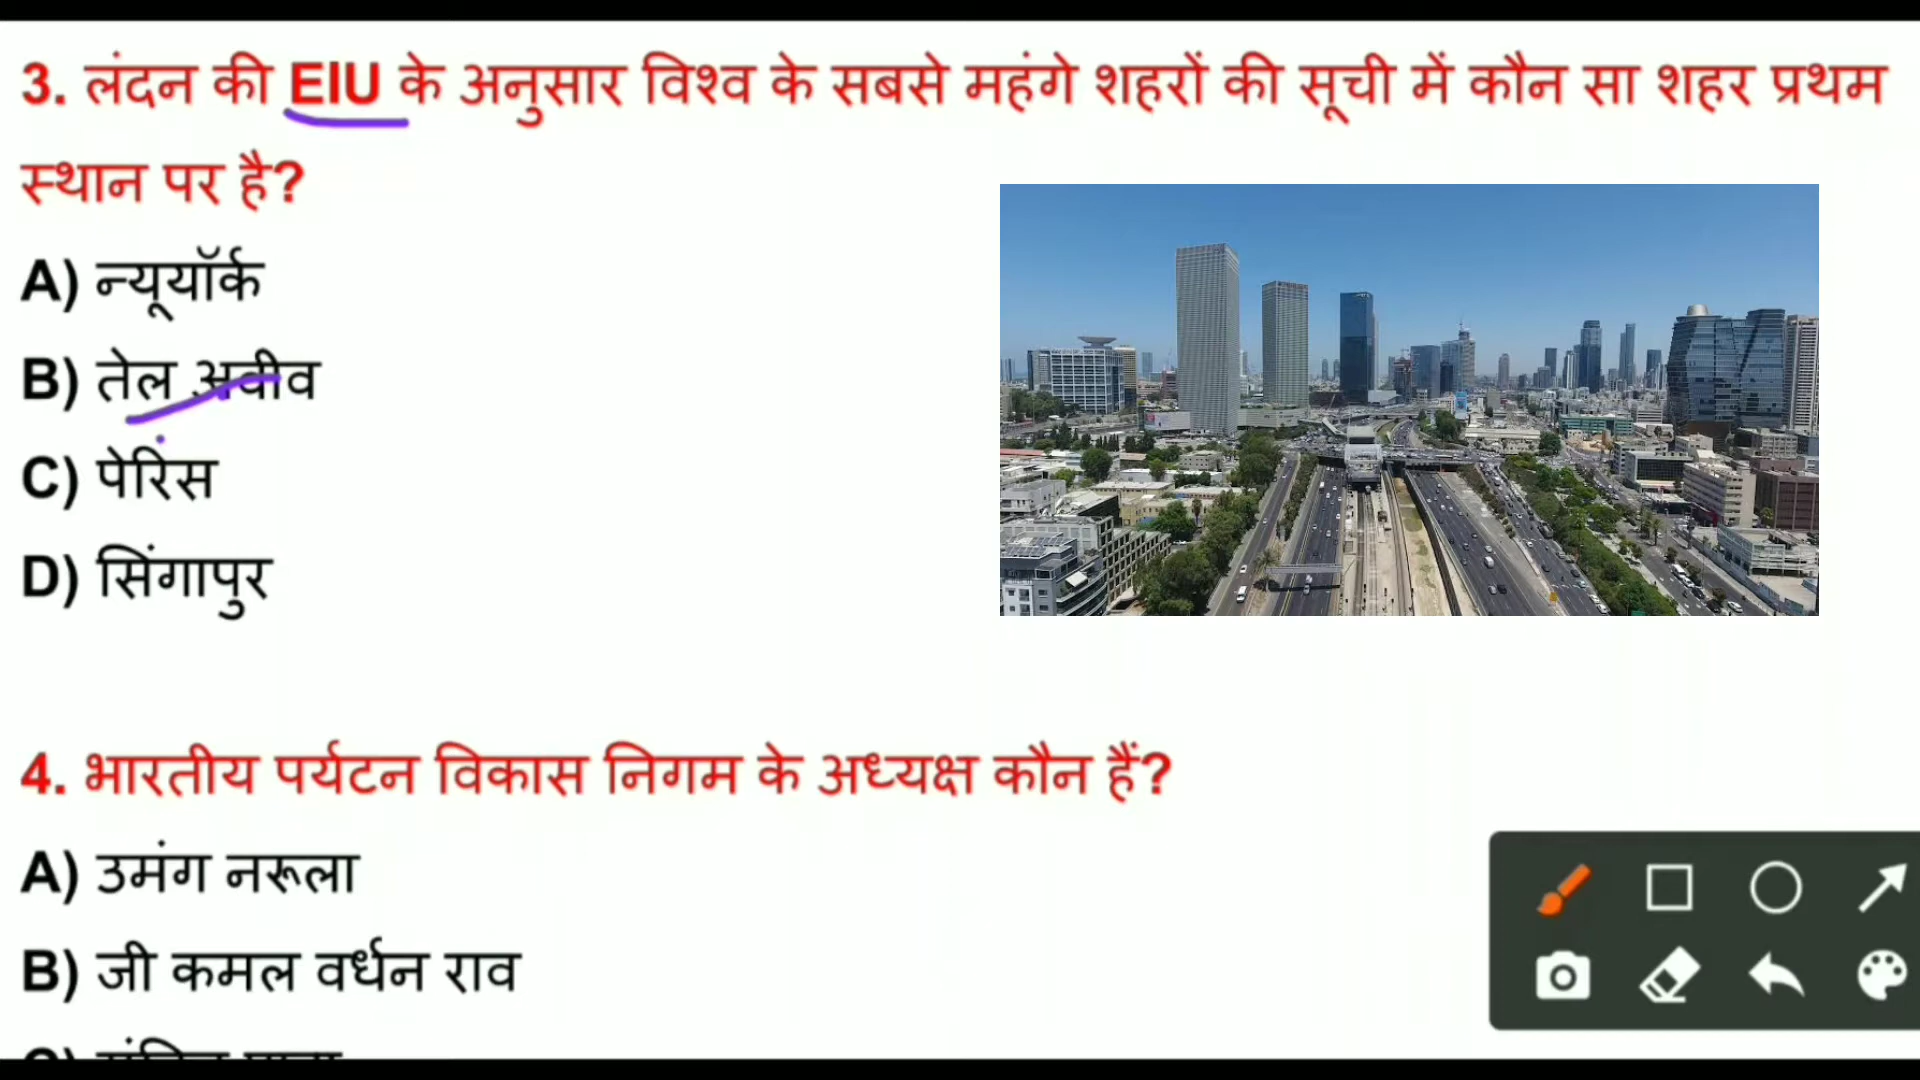 3. लंदन की EIU के अनुसार विश्व के सबसे महंगे शहरों की सूची में कौन सा शहर प्रथम
स्थान पर है?
A) न्यूयॉर्क
B) तेल अवीव
C) पेरिस
D) सिंगापुर
4. भारतीय पर्यटन विकास निगम के अध्यक्ष कौन हैं?
A) उमंग नरूला
B) जी कमल वर्धन राव